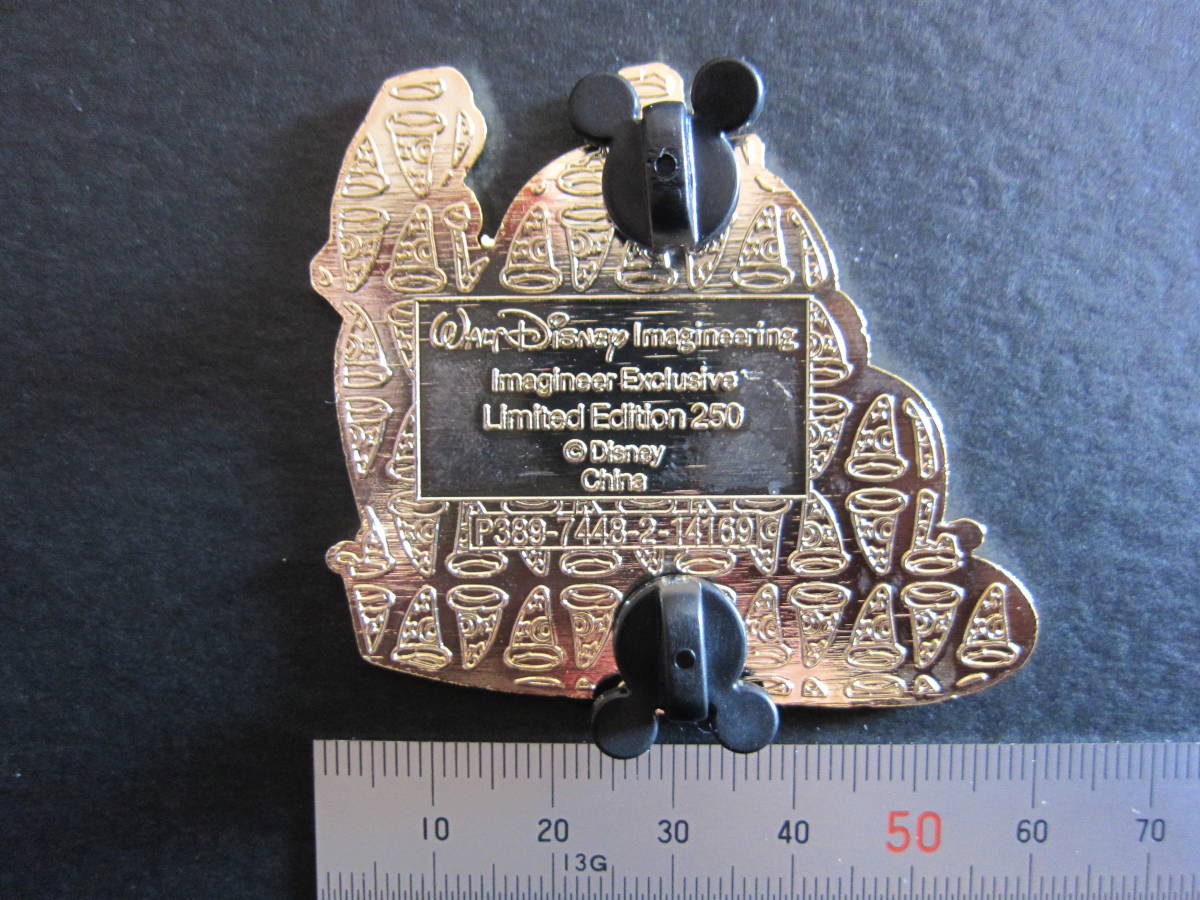 Walt Disney Imagineering
Imagineer Exclusive
Limited Edition 250
© Disney
China
P389-7448-2-14169
10 20 30 40 50 60 70
13G